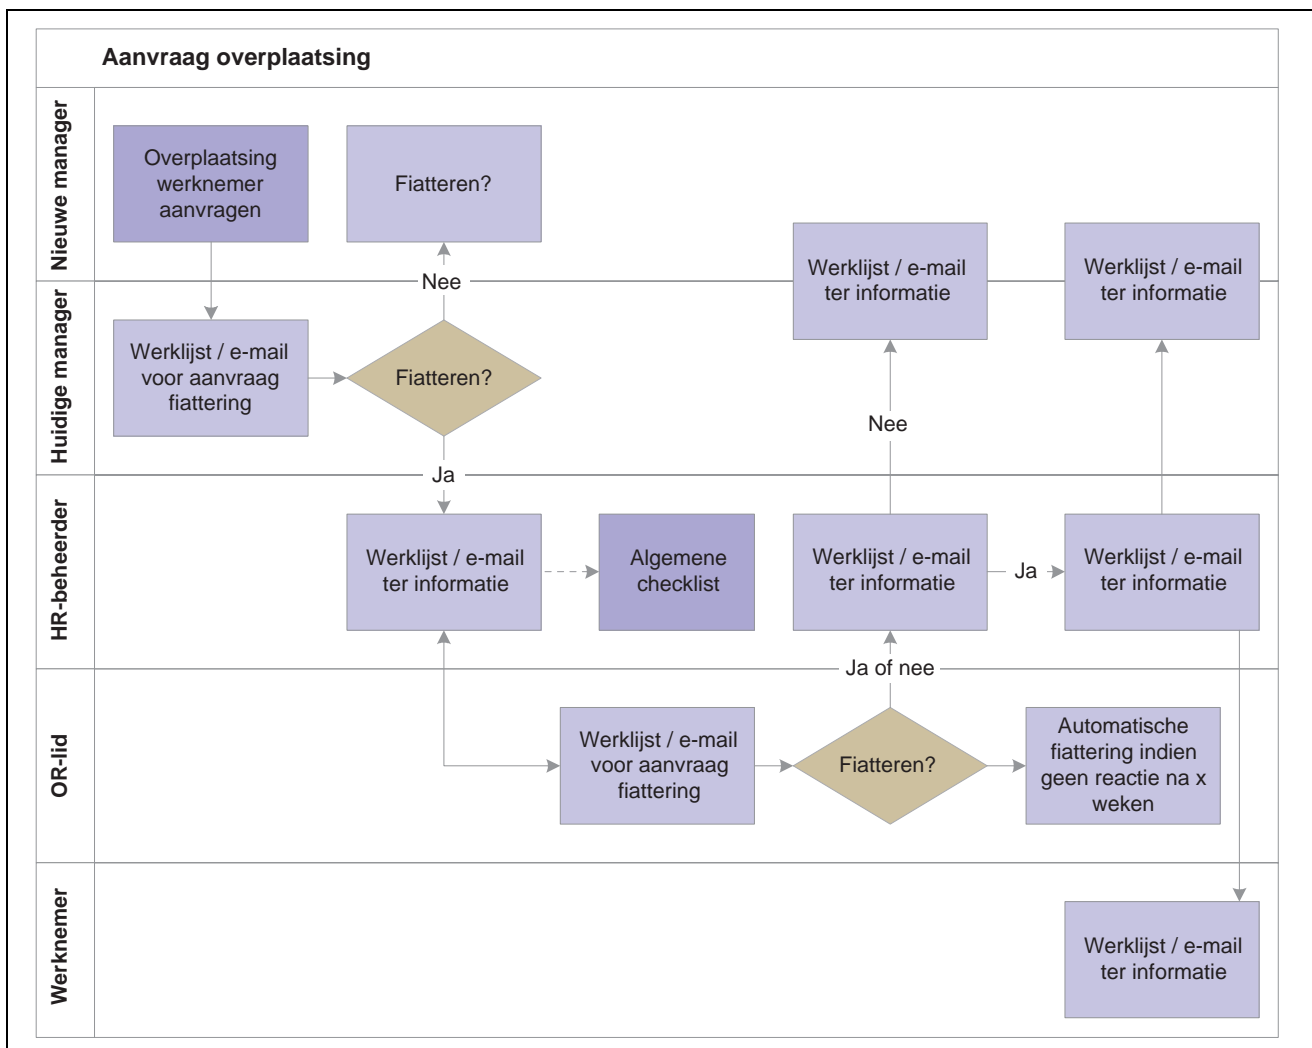 Aanvraag overplaatsing
Nieuwe manager
Overplaatsing
werknemer
aanvragen
Fiatteren?
Werklijst / e-mail
ter informatie
Werklijst / e-mail
ter informatie
Nee
Huidige manager
Werklijst / e-mail
voor aanvraag
fiattering
Fiatteren?
Nee
Ja
HR-beheerder
Werklijst / e-mail
ter informatie
Algemene
checklist
Werklijst / e-mail
ter informatie
Ja
Werklijst / e-mail
ter informatie
Ja of nee
OR-lid
Werklijst / e-mail
voor aanvraag
fiattering
Fiatteren?
Automatische
fiattering indien
geen reactie na x
weken
Werknemer
Werklijst / e-mail
ter informatie